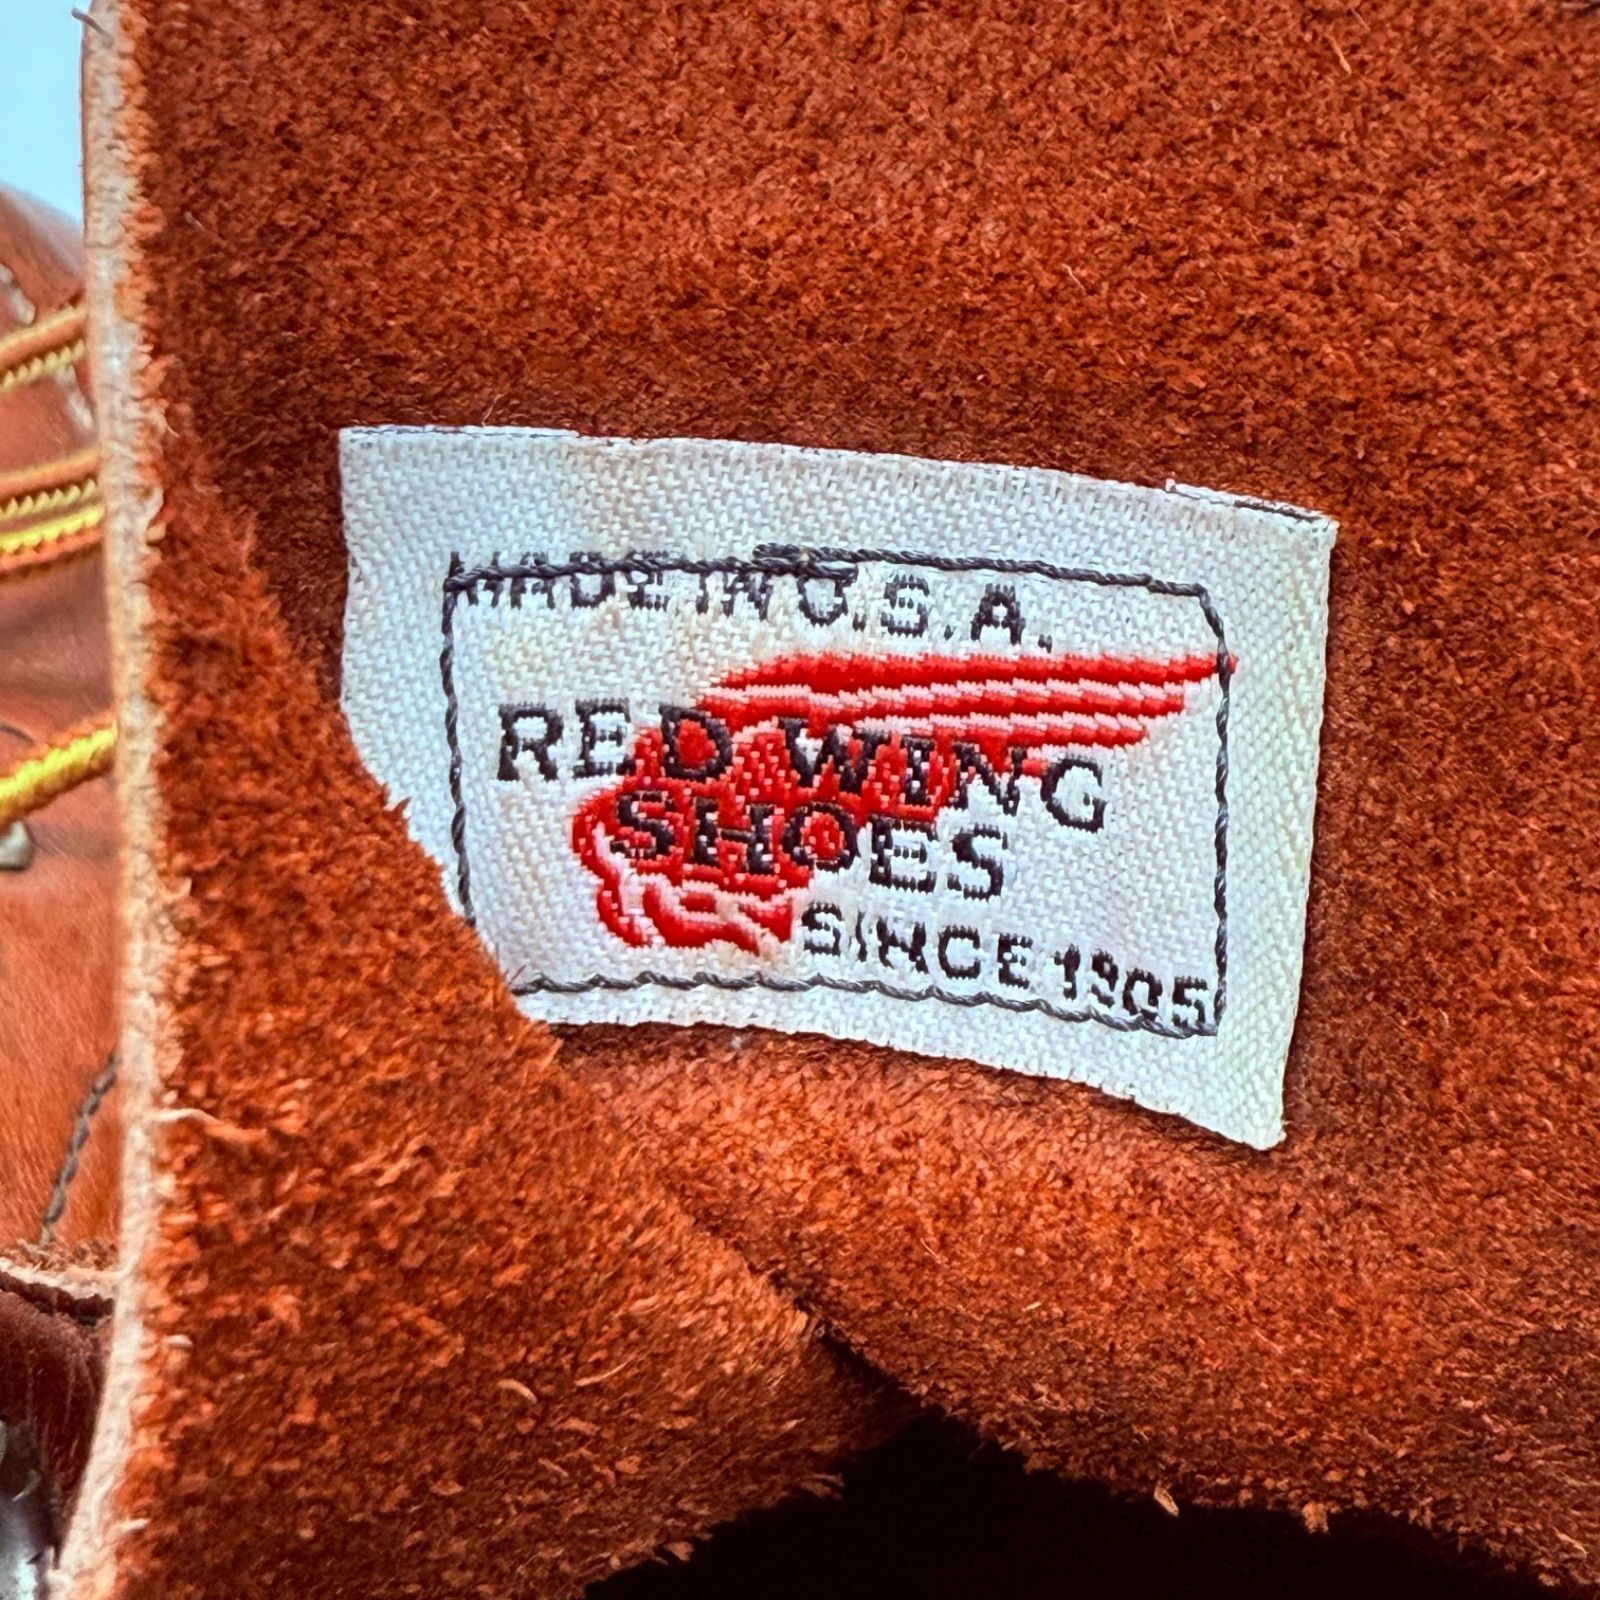 MADE IN U.S.A.
RED WING
SHOES
SINCE 1905